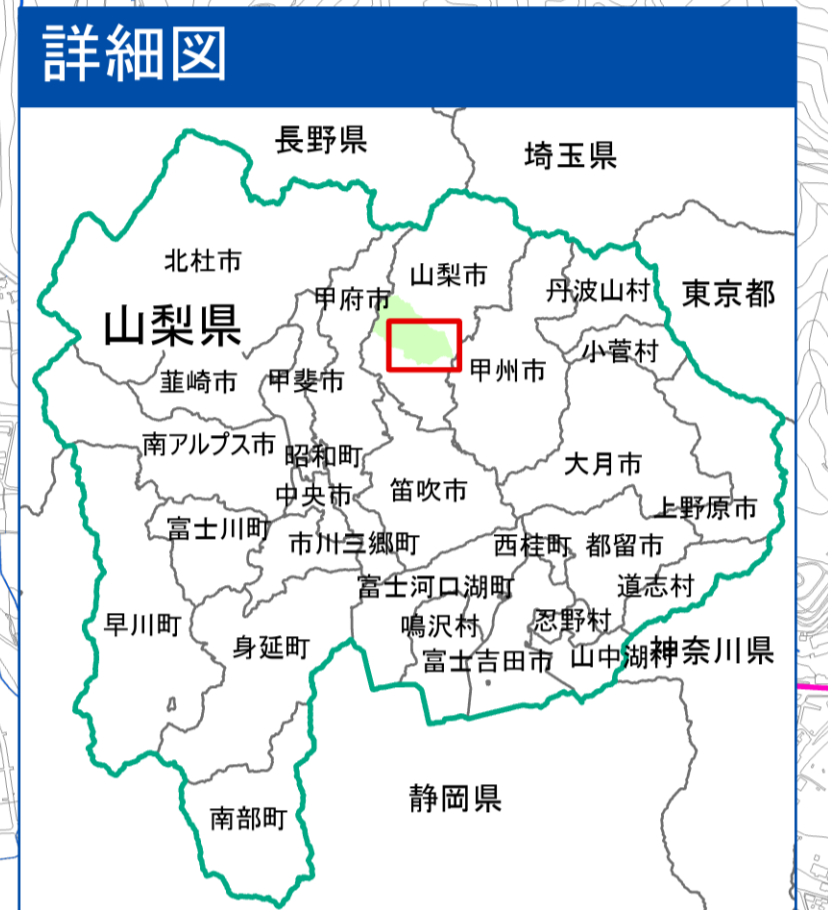 詳細図
長野県
埼玉県
北杜市
山梨市
甲府市
丹波山村
東京都
山梨県
小菅村
韮崎市
甲斐市
甲州市
南アルプス市
昭和町
大月市
中央市
笛吹市
上野原市
富士川町
市川三郷町
西桂町
都留市
富士河口湖町
道志村
早川町
鳴沢村
忍野村
身延町
富士吉田市
山中湖村
神奈川県
静岡県
南部町